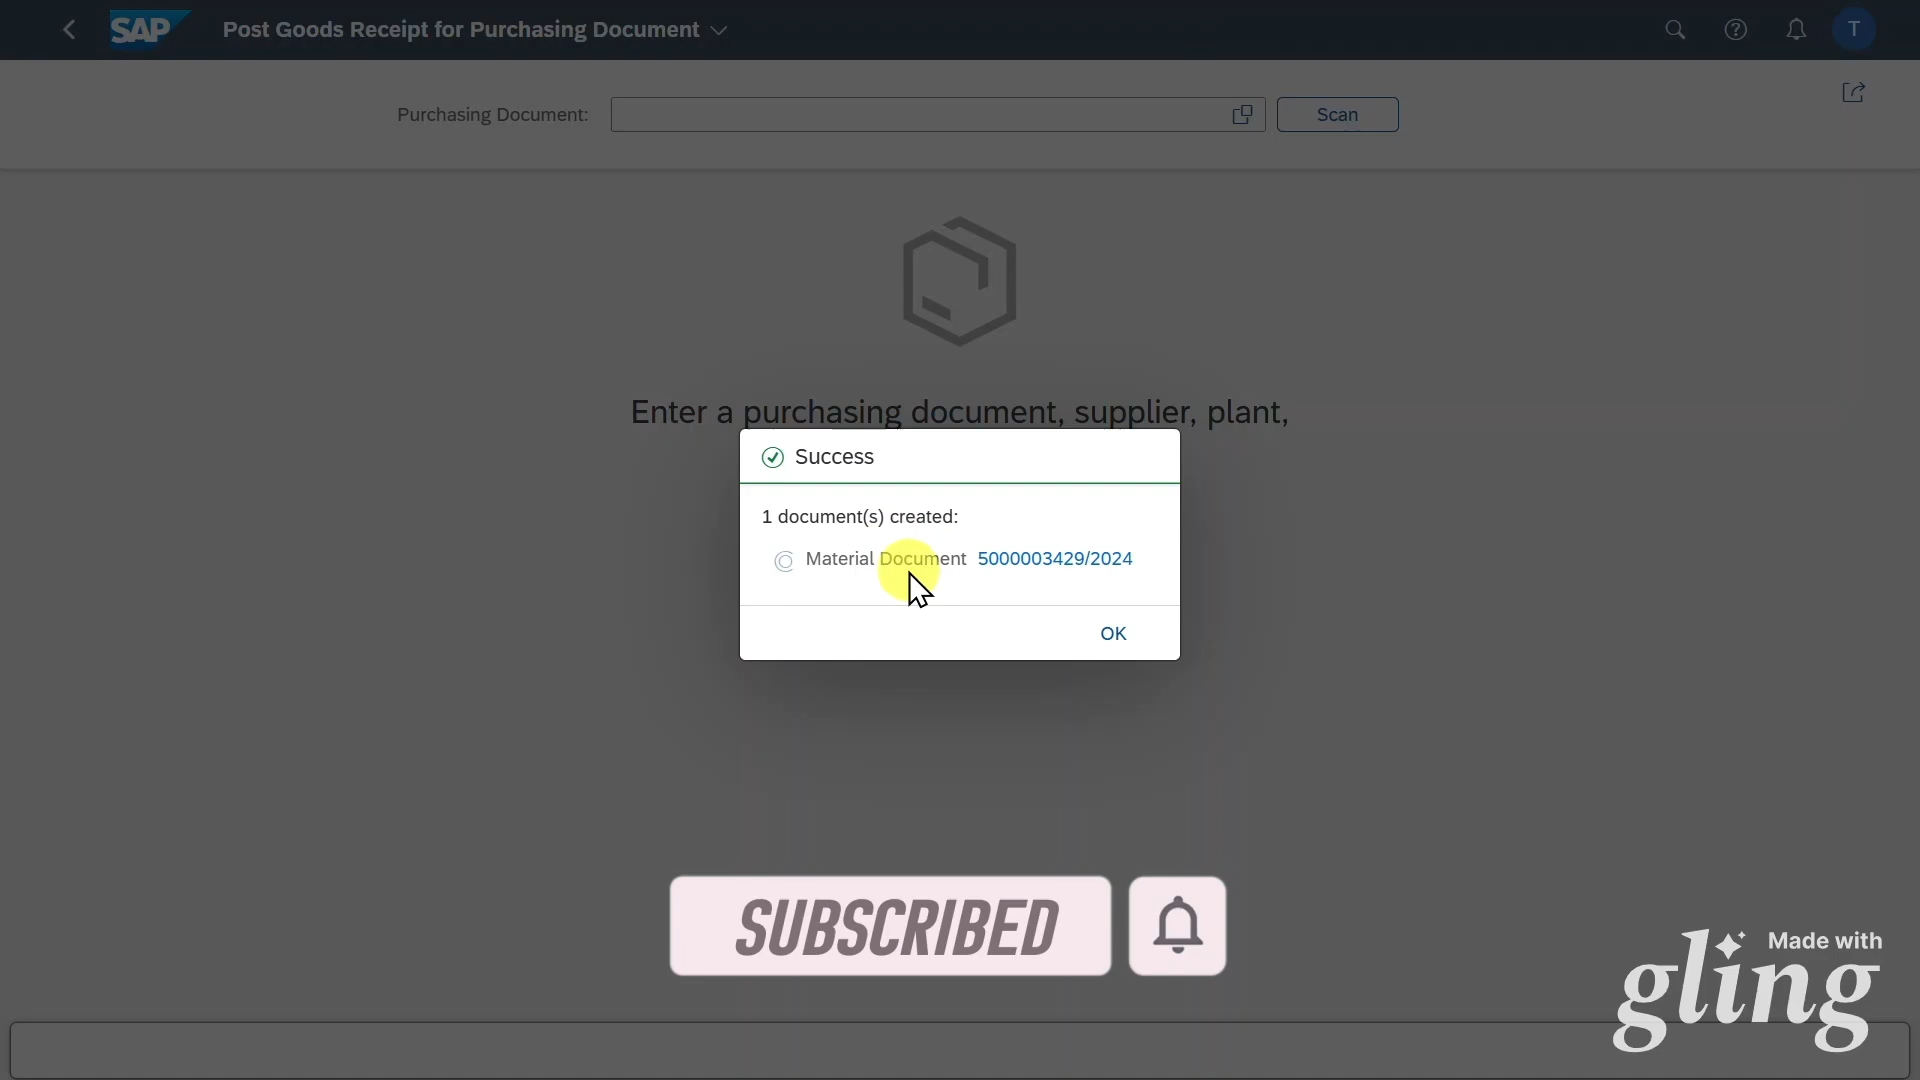 SAP Post Goods Receipt for Purchasing Document T
Purchasing Document: Scan
Enter a purchasing document, supplier, plant,
Success
1 document(s) created:
Material Document 5000003429/2024
OK
SUBSCRIBED
Made with
gling